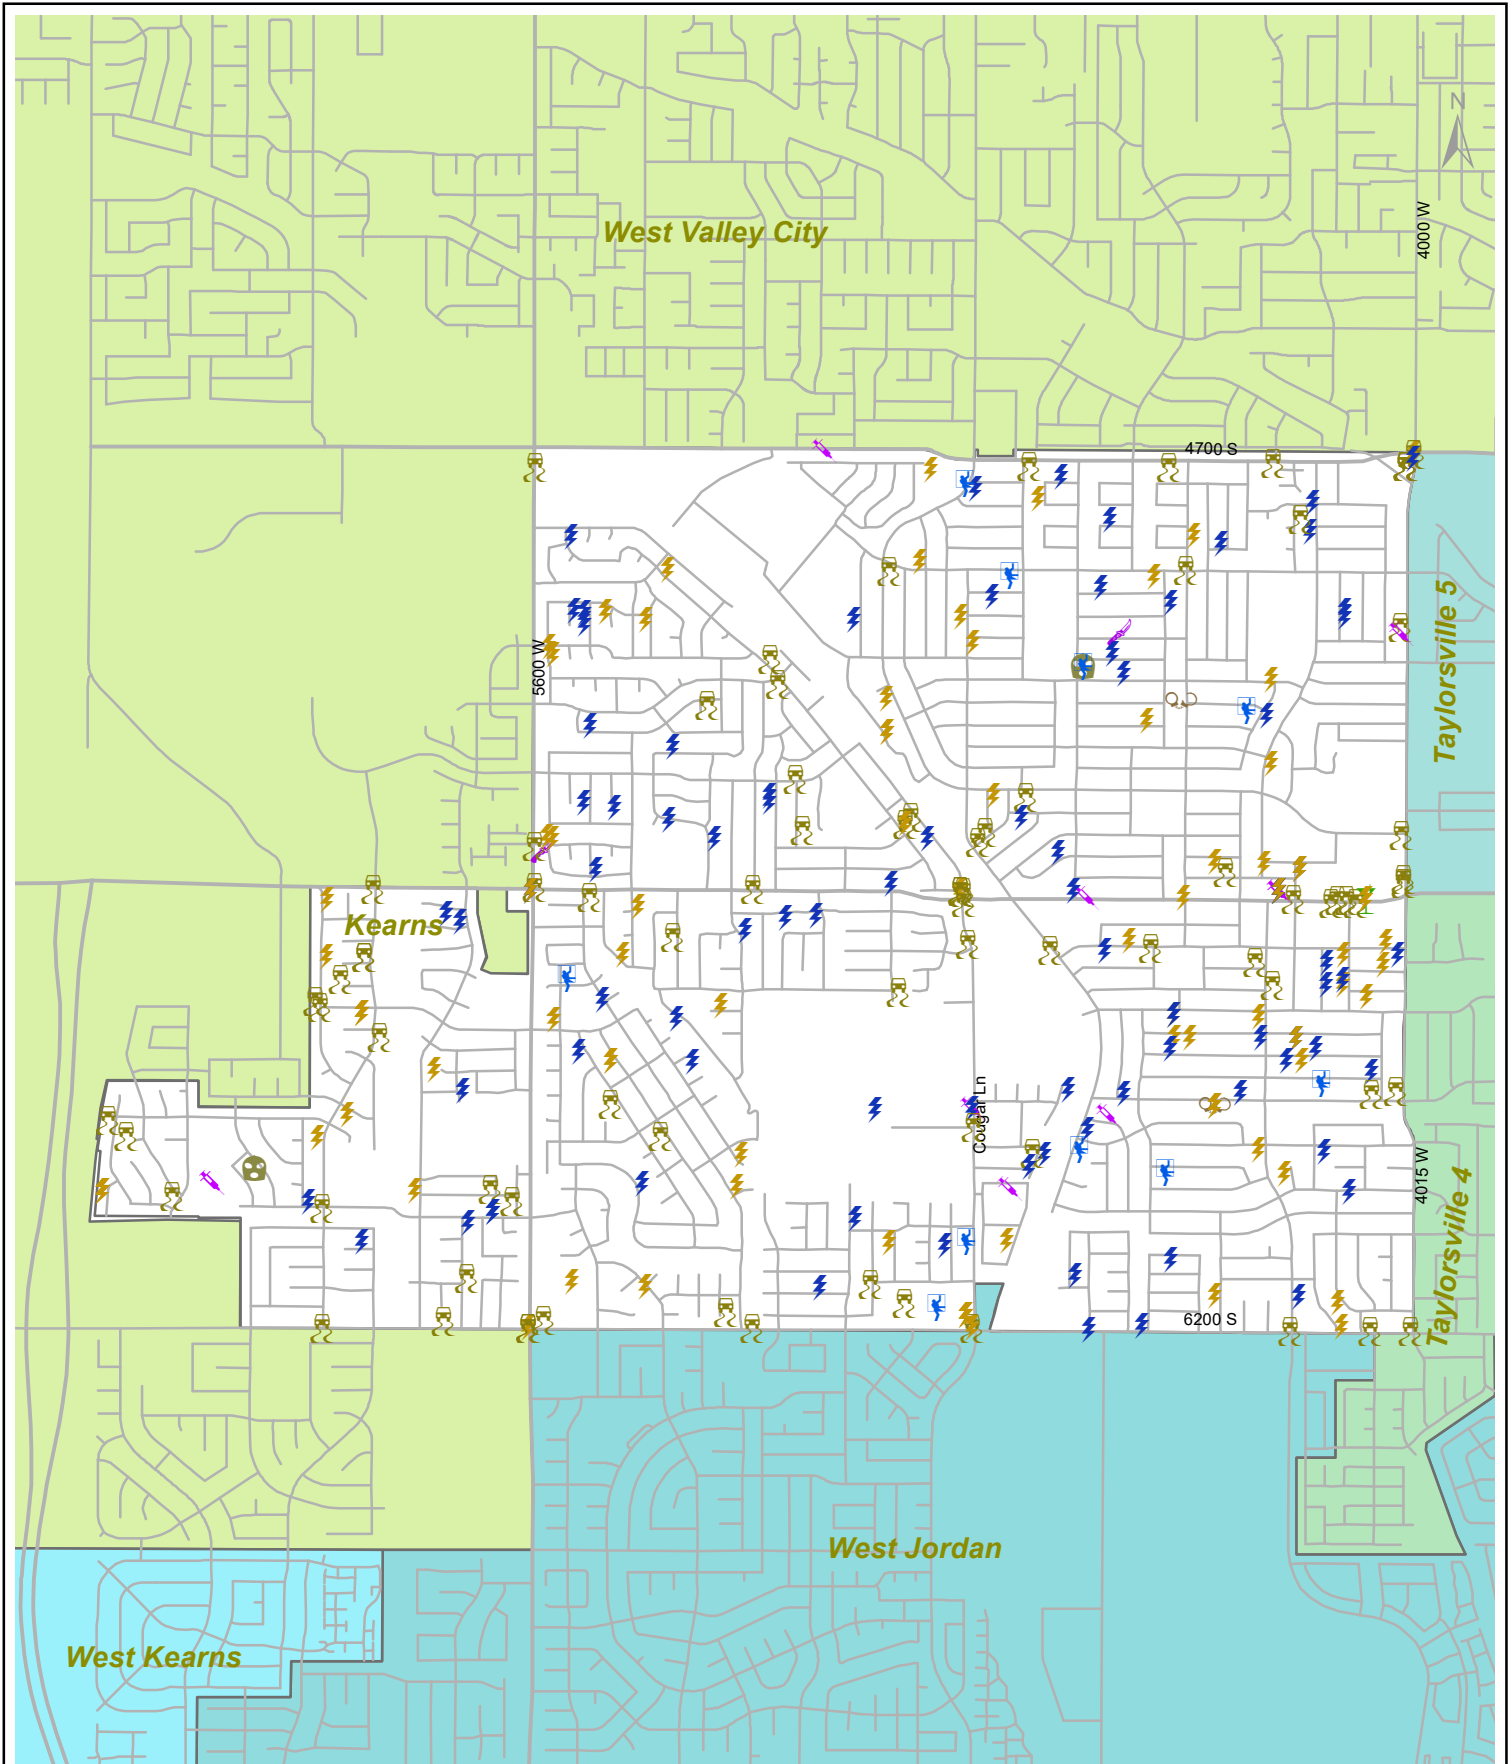 N
4000 W
West Valley City
4700 S
Taylorsville 5
5600 W
Kearns
Cougar Ln
4015 W
Taylorsville 4
6200 S
West Jordan
West Kearns